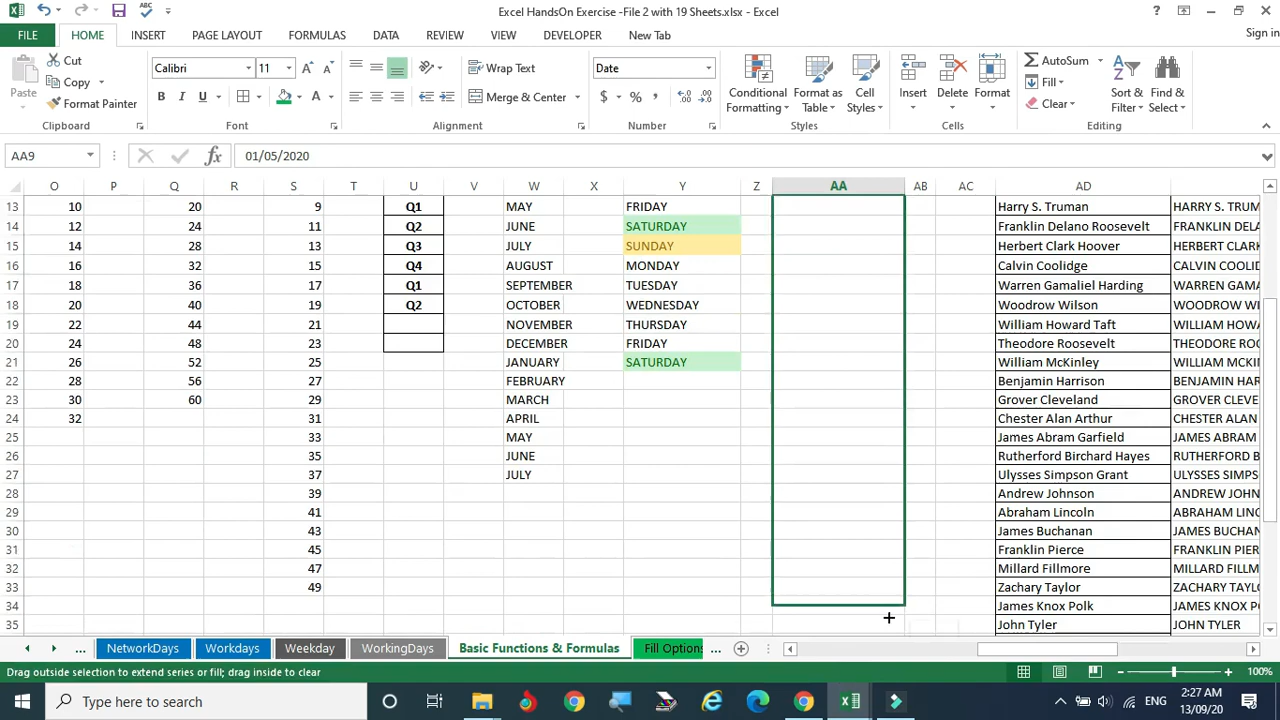 Excel HandsOn Exercise -File 2 with 19 Sheets.xlsx - Excel
FILE HOME INSERT PAGE LAYOUT FORMULAS DATA REVIEW VIEW DEVELOPER New Tab Sign in
Cut
Copy
Format Painter
Paste
Calibri 11
B I U A
Wrap Text
Merge & Center
Date
$ % ,
Conditional Formatting
Format as Table
Cell Styles
Insert Delete Format
AutoSum
Fill
Clear
Sort & Filter
Find & Select
Clipboard Font Alignment Number Styles Cells Editing
AA9 fx 01/05/2020
O P Q R S T U V W X Y Z AA AB AC AD
13 10 20 9 Q1 MAY FRIDAY Harry S. Truman HARRY S. TRUM
14 12 24 11 Q2 JUNE SATURDAY Franklin Delano Roosevelt FRANKLIN DELA
15 14 28 13 Q3 JULY SUNDAY Herbert Clark Hoover HERBERT CLARK
16 16 32 15 Q4 AUGUST MONDAY Calvin Coolidge CALVIN COOLID
17 18 36 17 Q1 SEPTEMBER TUESDAY Warren Gamaliel Harding WARREN GAMA
18 20 40 19 Q2 OCTOBER WEDNESDAY Woodrow Wilson WOODROW WI
19 22 44 21 NOVEMBER THURSDAY William Howard Taft WILLIAM HOWA
20 24 48 23 DECEMBER FRIDAY Theodore Roosevelt THEODORE ROO
21 26 52 25 JANUARY SATURDAY William McKinley WILLIAM MCKIN
22 28 56 27 FEBRUARY Benjamin Harrison BENJAMIN HAR
23 30 60 29 MARCH Grover Cleveland GROVER CLEVE
24 32 31 APRIL Chester Alan Arthur CHESTER ALAN
25 33 MAY James Abram Garfield JAMES ABRAM
26 35 JUNE Rutherford Birchard Hayes RUTHERFORD B
27 37 JULY Ulysses Simpson Grant ULYSSES SIMPS
28 39 Andrew Johnson ANDREW JOHN
29 41 Abraham Lincoln ABRAHAM LINC
30 43 James Buchanan JAMES BUCHAN
31 45 Franklin Pierce FRANKLIN PIER
32 47 Millard Fillmore MILLARD FILLM
33 49 Zachary Taylor ZACHARY TAYLO
34 James Knox Polk JAMES KNOX P
35 John Tyler JOHN TYLER
... NetworkDays Workdays Weekday WorkingDays Basic Functions & Formulas Fill Options ...
Drag outside selection to extend series or fill; drag inside to clear 100%
Type here to search ENG 2:27 AM
13/09/20